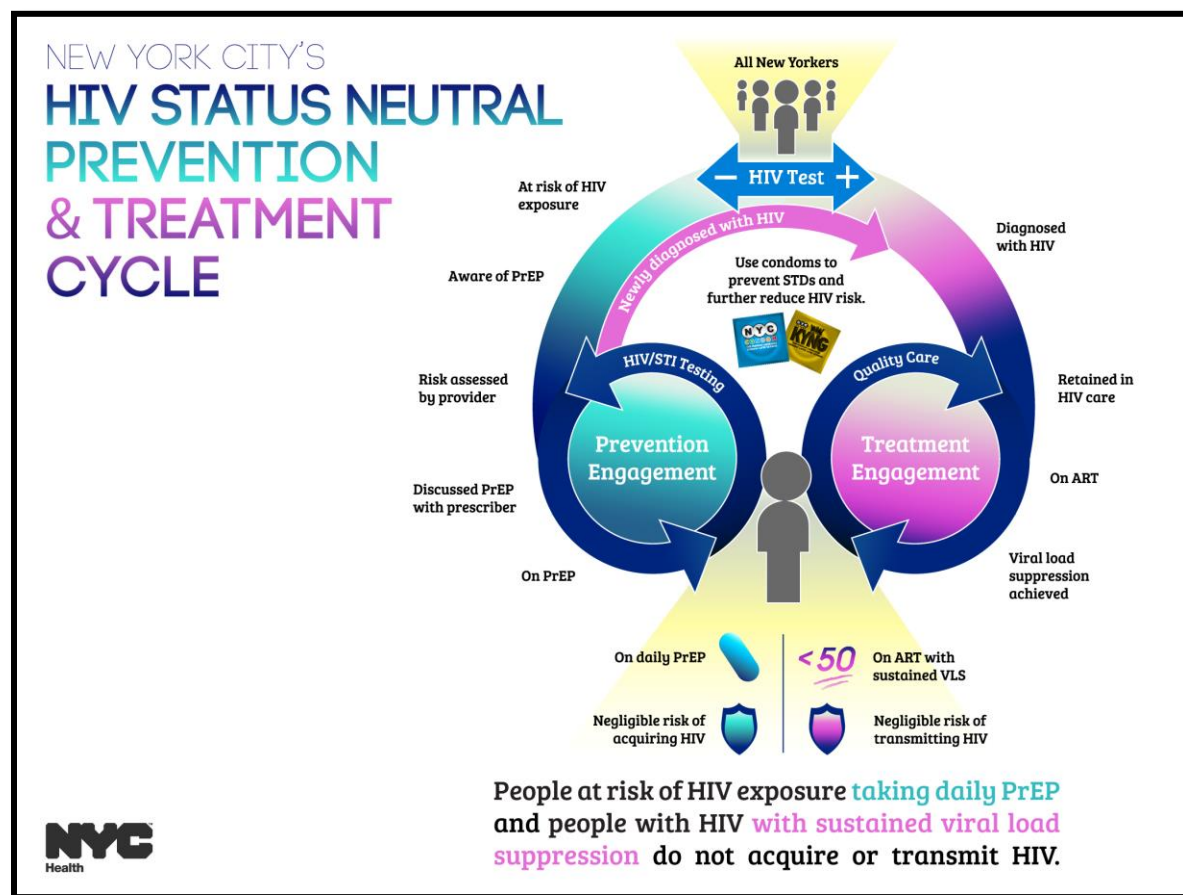 NEW YORK CITY'S
HIV STATUS NEUTRAL
PREVENTION
& TREATMENT
CYCLE
All New Yorkers
− HIV Test +
At risk of HIV
exposure
Aware of PrEP
Risk assessed
by provider
Discussed PrEP
with prescriber
On PrEP
Newly diagnosed with HIV
Use condoms to
prevent STDs and
further reduce HIV risk.
NYC
KYNG
HIV/STI Testing
Prevention
Engagement
Quality Care
Treatment
Engagement
Diagnosed
with HIV
Retained in
HIV care
On ART
Viral load
suppression
achieved
On daily PrEP
Negligible risk of
acquiring HIV
<50
On ART with
sustained VLS
Negligible risk of
transmitting HIV
People at risk of HIV exposure taking daily PrEP
and people with HIV with sustained viral load
suppression do not acquire or transmit HIV.
NYC
Health